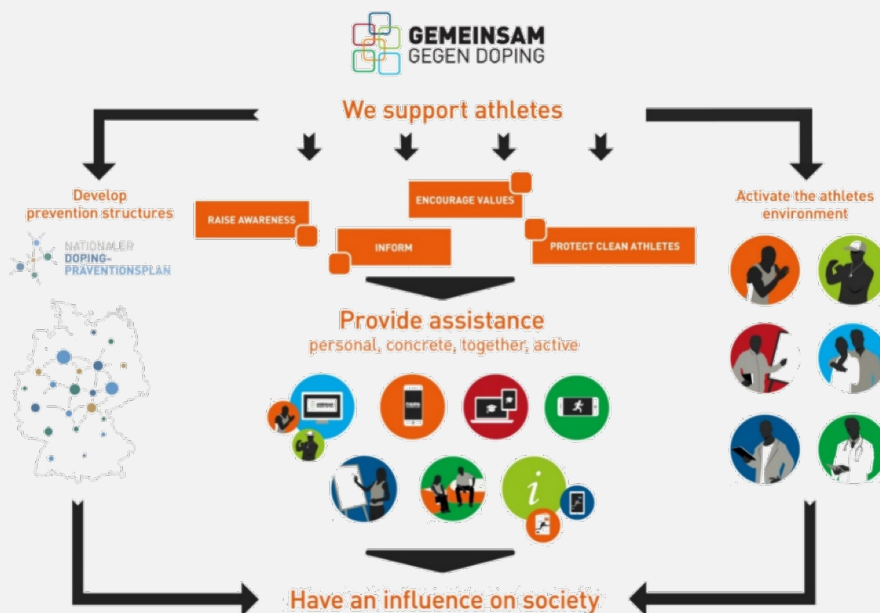 GEMEINSAM
GEGEN DOPING
We support athletes
Develop
prevention structures
NATIONALER
DOPING-
PRÄVENTIONSPLAN
RAISE AWARENESS
INFORM
ENCOURAGE VALUES
PROTECT CLEAN ATHLETES
Activate the athletes
environment
Provide assistance
personal, concrete, together, active
i
Have an influence on society